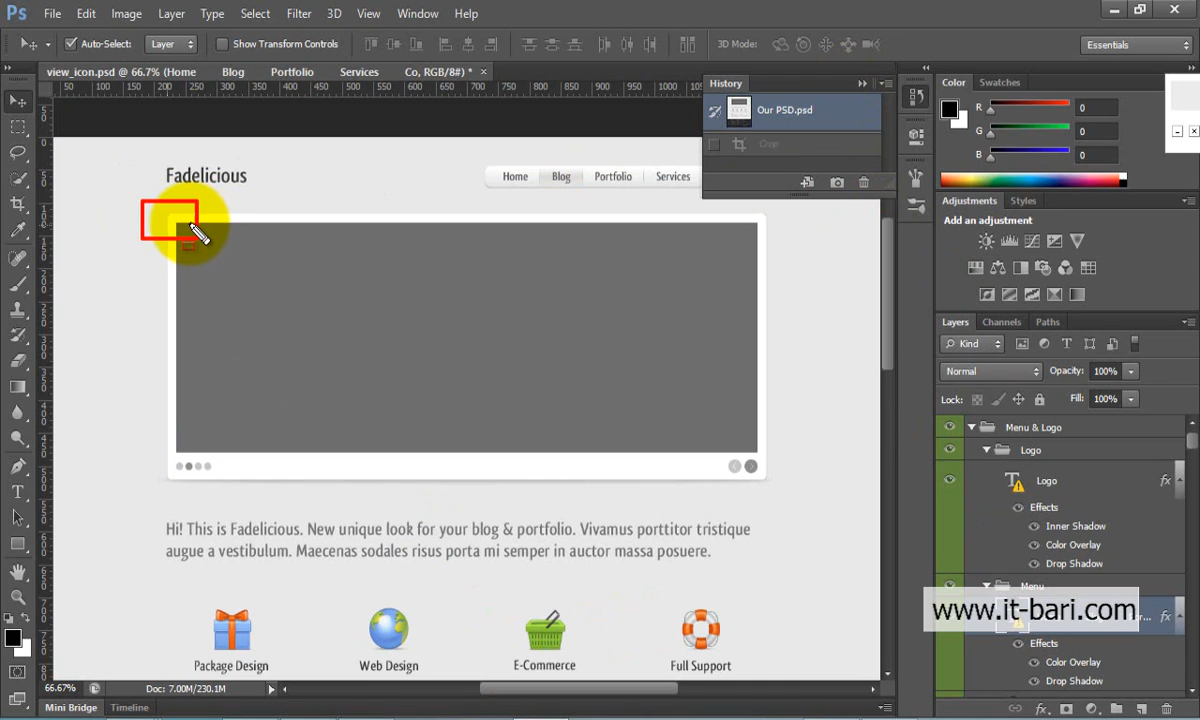 Ps File Edit Image Layer Type Select Filter 3D View Window Help
Auto-Select: Layer Show Transform Controls 3D Mode: Essentials
view_icon.psd @ 66.7% (Home Blog Portfolio Services Co, RGB/8#) * ×
50 100 150 200 250 300 350 400 450 500 550 600 650 700 750 800 850 900 950 1000
History
Our PSD.psd
Crop
Color Swatches
R 0
G 0
B 0
Adjustments Styles
Add an adjustment
Fadelicious
Home Blog Portfolio Services
Hi! This is Fadelicious. New unique look for your blog & portfolio. Vivamus porttitor tristique
augue a vestibulum. Maecenas sodales risus porta mi semper in auctor massa posuere.
Package Design Web Design E-Commerce Full Support
Layers Channels Paths
Kind
Normal Opacity: 100%
Lock: Fill: 100%
Menu & Logo
Logo
Logo fx
Effects
Inner Shadow
Color Overlay
Drop Shadow
Menu
www.it-bari.com
fx
Effects
Color Overlay
Drop Shadow
66.67% Doc: 7.00M/230.1M
Mini Bridge Timeline